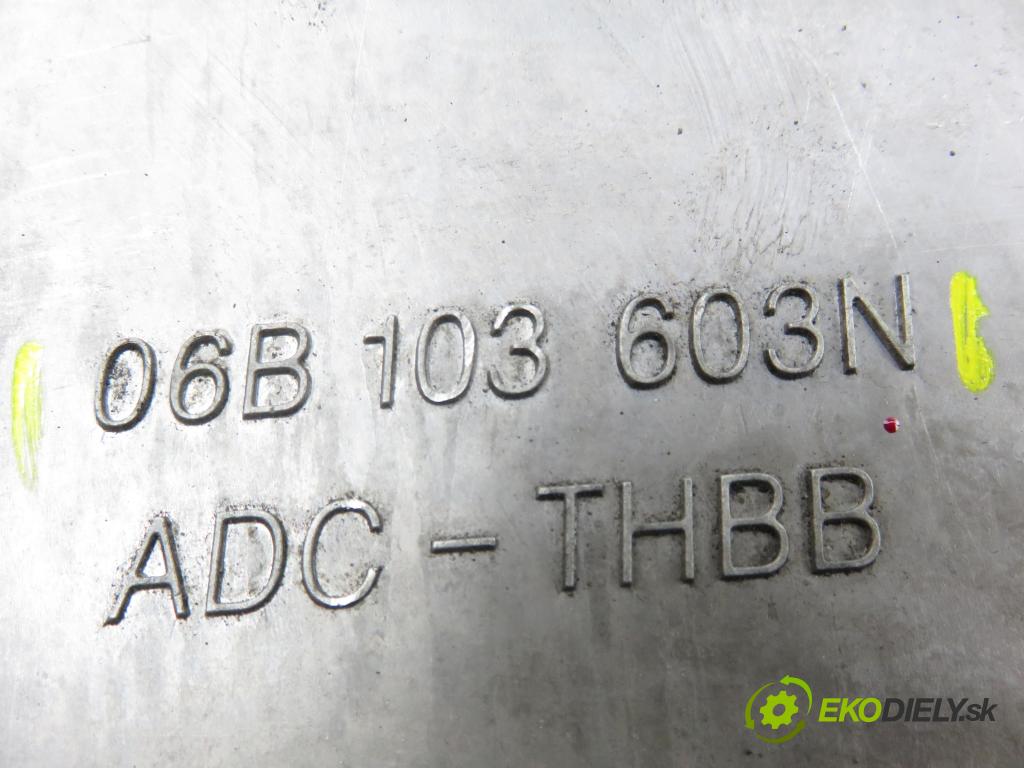 06B 103 603N
ADC-THBB
EKODIELY.sk